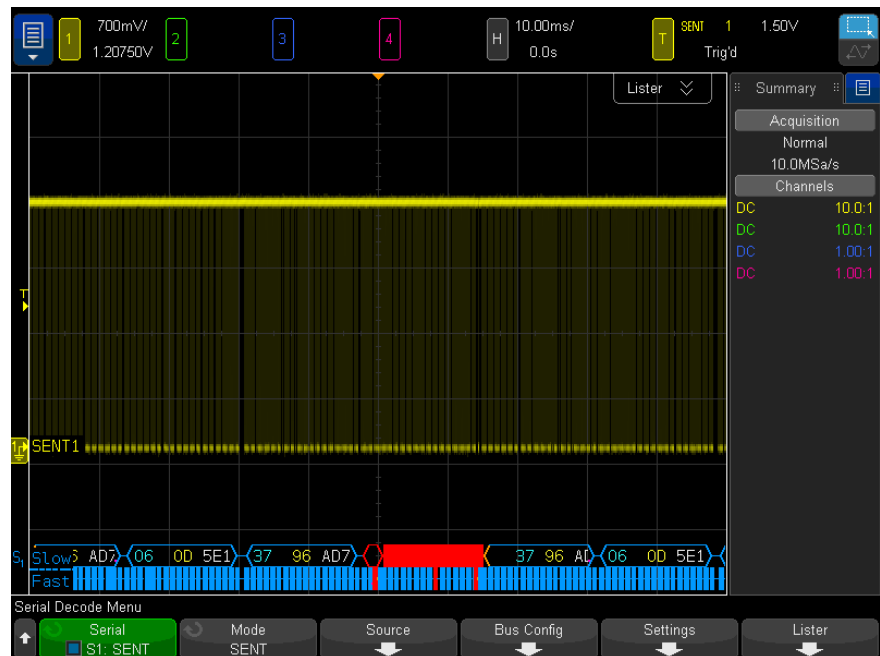 1 700mV/ 1.20750V 2 3 4 H 10.00ms/ 0.0s T SENT 1 1.50V Trig'd
Lister
Summary
Acquisition
Normal
10.0MSa/s
Channels
DC 10.0:1
DC 10.0:1
DC 1.00:1
DC 1.00:1
T
1
SENT1
S1 Slow 5 AD7 06 0D 5E1 37 96 AD7 37 96 AD 06 0D 5E1
Fast
Serial Decode Menu
Serial Mode Source Bus Config Settings Lister
S1: SENT SENT